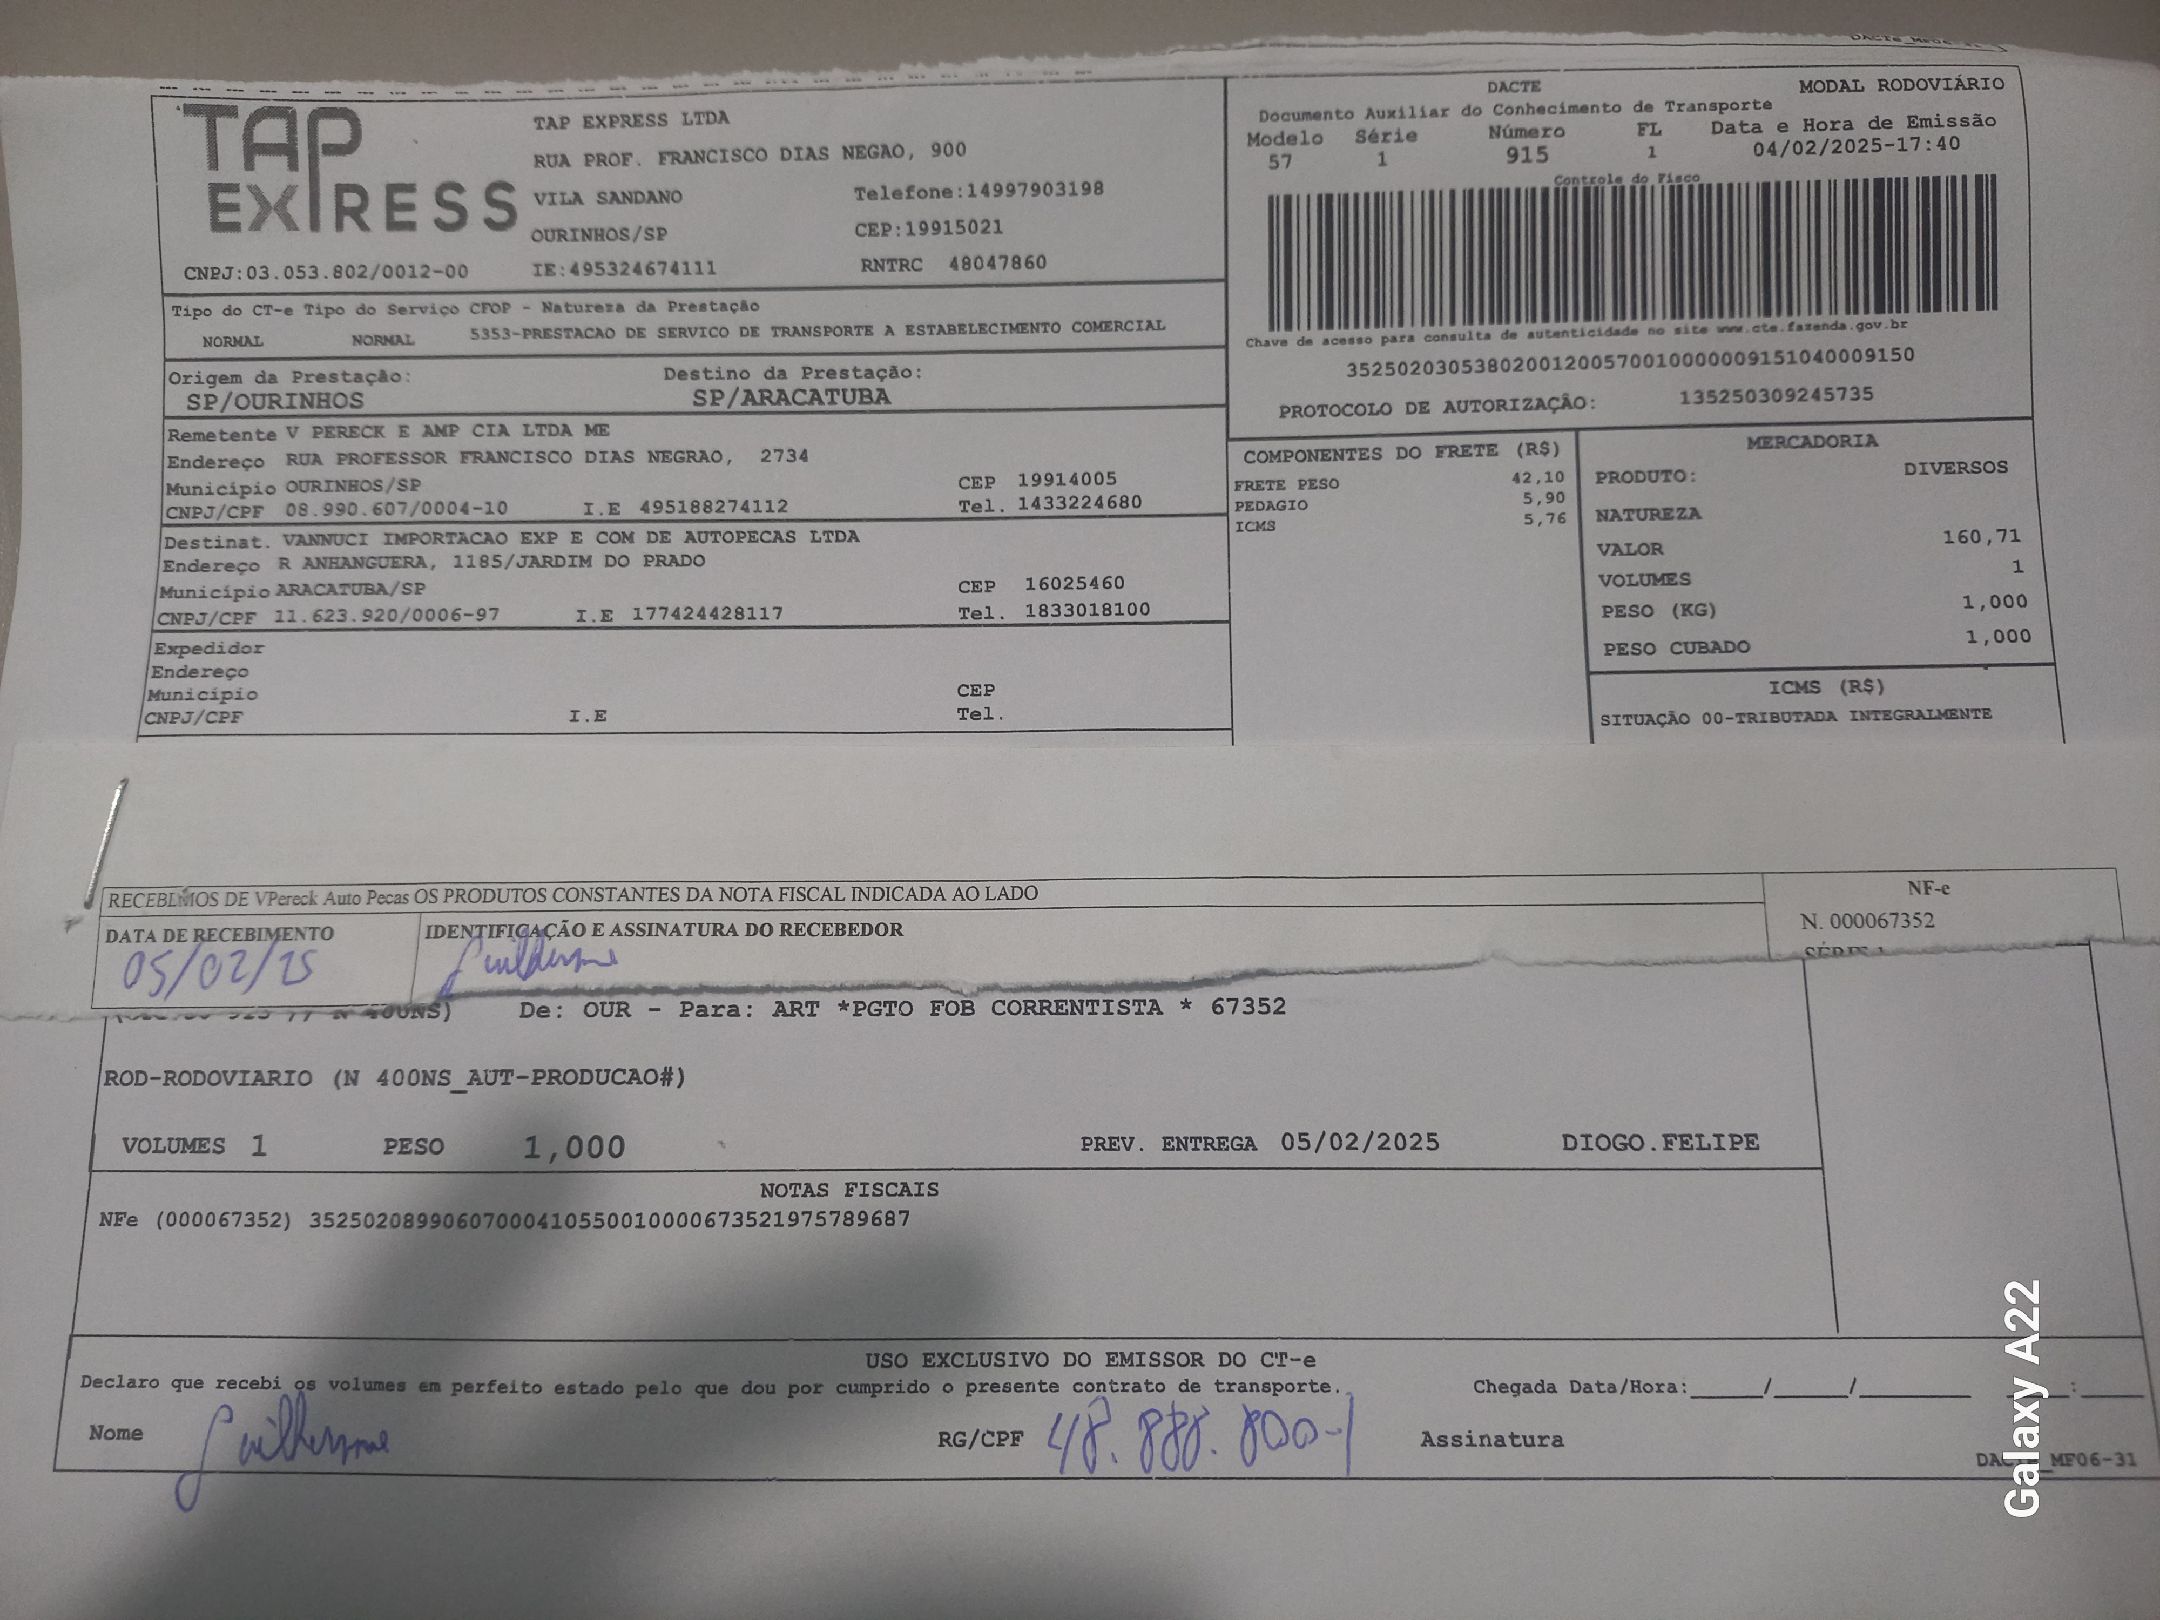 DACTE_MF06-31
TAP
EXPRESS
CNPJ:03.053.802/0012-00
TAP EXPRESS LTDA
RUA PROF. FRANCISCO DIAS NEGAO, 900
VILA SANDANO Telefone:14997903198
OURINHOS/SP CEP:19915021
IE:495324674111 RNTRC 48047860
DACTE MODAL RODOVIÁRIO
Documento Auxiliar do Conhecimento de Transporte
Modelo Série Número FL Data e Hora de Emissão
57 1 915 1 04/02/2025-17:40
Controle do Fisco
Chave de acesso para consulta de autenticidade no site www.cte.fazenda.gov.br
35250203053802001200570010000009151040009150
PROTOCOLO DE AUTORIZAÇÃO: 135250309245735
Tipo do CT-e Tipo do Serviço CFOP - Natureza da Prestação
NORMAL NORMAL 5353-PRESTACAO DE SERVICO DE TRANSPORTE A ESTABELECIMENTO COMERCIAL
Origem da Prestação: Destino da Prestação:
SP/OURINHOS SP/ARACATUBA
Remetente V PERECK E AMP CIA LTDA ME
Endereço RUA PROFESSOR FRANCISCO DIAS NEGRAO, 2734
Município OURINHOS/SP CEP 19914005
CNPJ/CPF 08.990.607/0004-10 I.E 495188274112 Tel. 1433224680
Destinat. VANNUCI IMPORTACAO EXP E COM DE AUTOPECAS LTDA
Endereço R ANHANGUERA, 1185/JARDIM DO PRADO
Município ARACATUBA/SP CEP 16025460
CNPJ/CPF 11.623.920/0006-97 I.E 177424428117 Tel. 1833018100
Expedidor
Endereço
Município CEP
CNPJ/CPF I.E Tel.
COMPONENTES DO FRETE (R$)
FRETE PESO 42,10
PEDAGIO 5,90
ICMS 5,76
MERCADORIA
PRODUTO: DIVERSOS
NATUREZA
VALOR 160,71
VOLUMES 1
PESO (KG) 1,000
PESO CUBADO 1,000
ICMS (R$)
SITUAÇÃO 00-TRIBUTADA INTEGRALMENTE
RECEBEMOS DE VPereck Auto Pecas OS PRODUTOS CONSTANTES DA NOTA FISCAL INDICADA AO LADO
NF-e
N. 000067352
SÉRIE 1
DATA DE RECEBIMENTO
05/02/25
IDENTIFICAÇÃO E ASSINATURA DO RECEBEDOR
Guilherme
400NS) De: OUR - Para: ART *PGTO FOB CORRENTISTA * 67352
ROD-RODOVIARIO (N 400NS_AUT-PRODUCAO#)
VOLUMES 1 PESO 1,000 PREV. ENTREGA 05/02/2025 DIOGO.FELIPE
NOTAS FISCAIS
NFe (000067352) 35250208990607000410550010000673521975789687
USO EXCLUSIVO DO EMISSOR DO CT-e
Declaro que recebi os volumes em perfeito estado pelo que dou por cumprido o presente contrato de transporte. Chegada Data/Hora:_____/_____/_______ ____:____
Nome Guilherme RG/CPF 48.888.800-1 Assinatura
DACTE_MF06-31
Galaxy A22